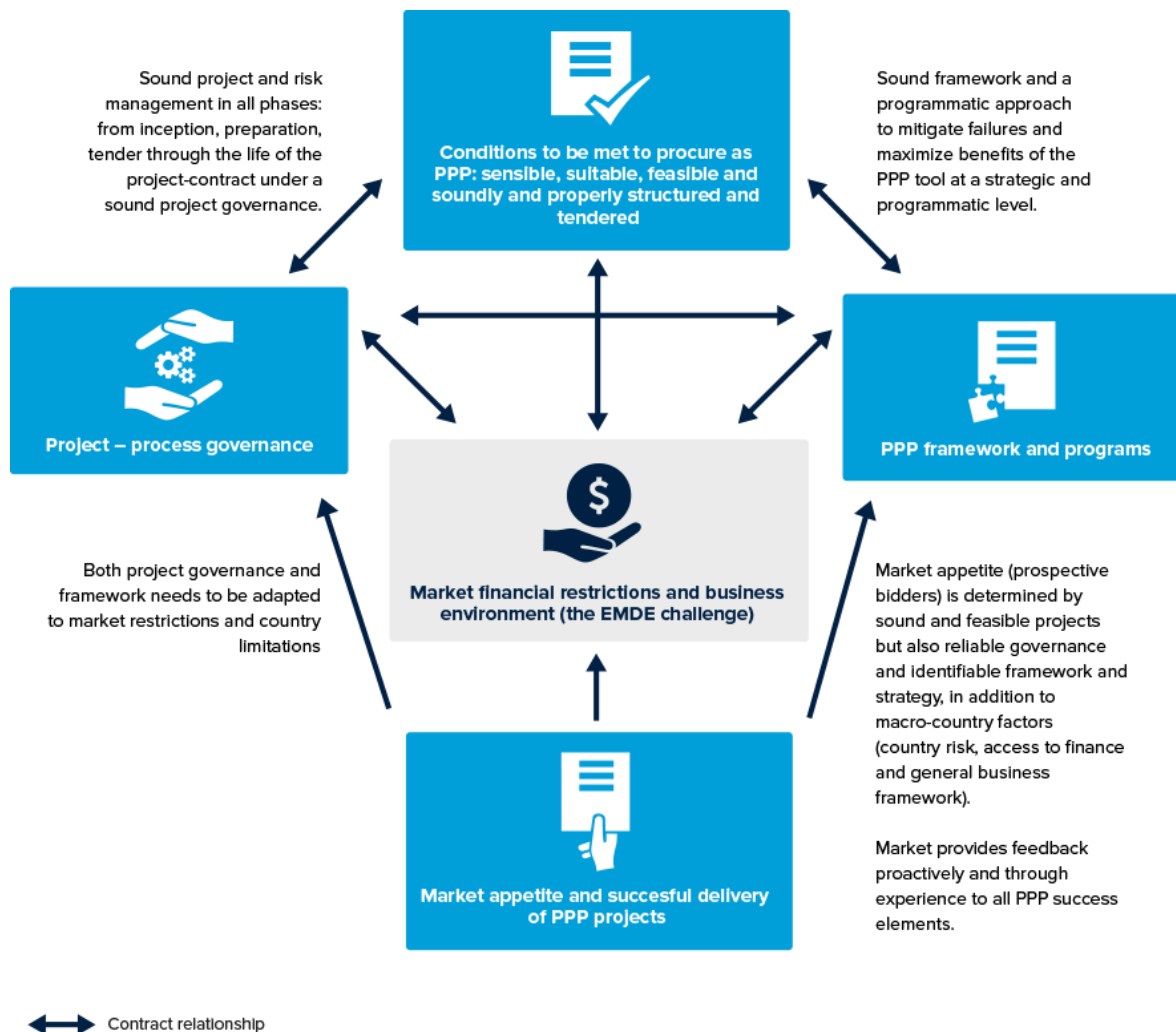 Sound project and risk
management in all phases:
from inception, preparation,
tender through the life of the
project-contract under a
sound project governance.
Conditions to be met to procure as
PPP: sensible, suitable, feasible and
soundly and properly structured and
tendered
Sound framework and a
programmatic approach
to mitigate failures and
maximize benefits of the
PPP tool at a strategic and
programmatic level.
Project – process governance
PPP framework and programs
$
Market financial restrictions and business
environment (the EMDE challenge)
Both project governance and
framework needs to be adapted
to market restrictions and country
limitations
Market appetite (prospective
bidders) is determined by
sound and feasible projects
but also reliable governance
and identifiable framework and
strategy, in addition to
macro-country factors
(country risk, access to finance
and general business
framework).
Market provides feedback
proactively and through
experience to all PPP success
elements.
Market appetite and succesful delivery
of PPP projects
Contract relationship